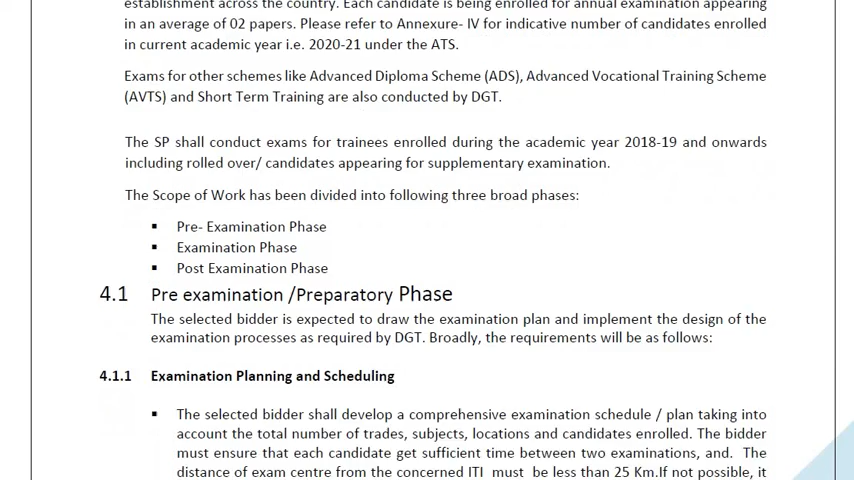 establishment across the country. Each candidate is being enrolled for annual examination appearing
in an average of 02 papers. Please refer to Annexure- IV for indicative number of candidates enrolled
in current academic year i.e. 2020-21 under the ATS.
Exams for other schemes like Advanced Diploma Scheme (ADS), Advanced Vocational Training Scheme
(AVTS) and Short Term Training are also conducted by DGT.
The SP shall conduct exams for trainees enrolled during the academic year 2018-19 and onwards
including rolled over/ candidates appearing for supplementary examination.
The Scope of Work has been divided into following three broad phases:
▪ Pre- Examination Phase
▪ Examination Phase
▪ Post Examination Phase
4.1 Pre examination /Preparatory Phase
The selected bidder is expected to draw the examination plan and implement the design of the
examination processes as required by DGT. Broadly, the requirements will be as follows:
4.1.1 Examination Planning and Scheduling
▪ The selected bidder shall develop a comprehensive examination schedule / plan taking into
account the total number of trades, subjects, locations and candidates enrolled. The bidder
must ensure that each candidate get sufficient time between two examinations, and. The
distance of exam centre from the concerned ITI must be less than 25 Km.If not possible, it